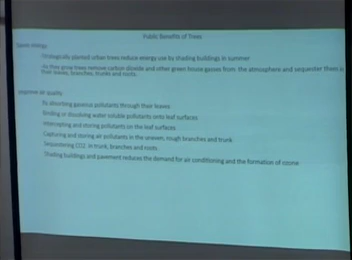 Public Benefits of Trees
Strategically planted urban trees reduce energy use by shading buildings in summer
As they grow trees remove carbon dioxide and other green house gasses from the atmosphere and sequester them in
their leaves, branches, trunks and roots.
Improve air quality
By absorbing gaseous pollutants through their leaves
Binding or dissolving water soluble pollutants onto leaf surfaces
Intercepting and storing pollutants on the leaf surfaces
Capturing and storing air pollutants in the uneven, rough branches and trunk
Sequestering CO2 in trunk, branches and roots
Shading buildings and pavement reduces the demand for air conditioning and the formation of ozone